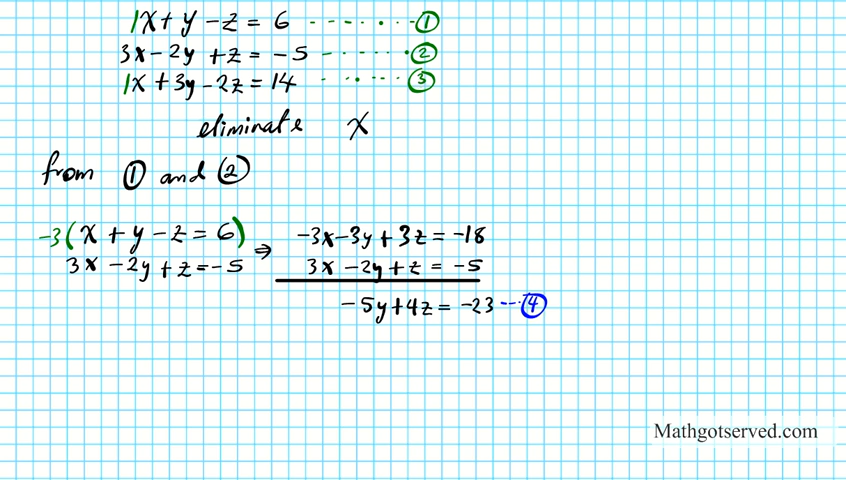 1x + y - z = 6 ------- ①
3x - 2y + z = -5 ------- ②
1x + 3y - 2z = 14 ------- ③
eliminate x
from ① and ②
-3(x + y - z = 6) ⇒ -3x - 3y + 3z = -18
3x - 2y + z = -5 3x - 2y + z = -5
-5y + 4z = -23 ---- ④
Mathgotserved.com